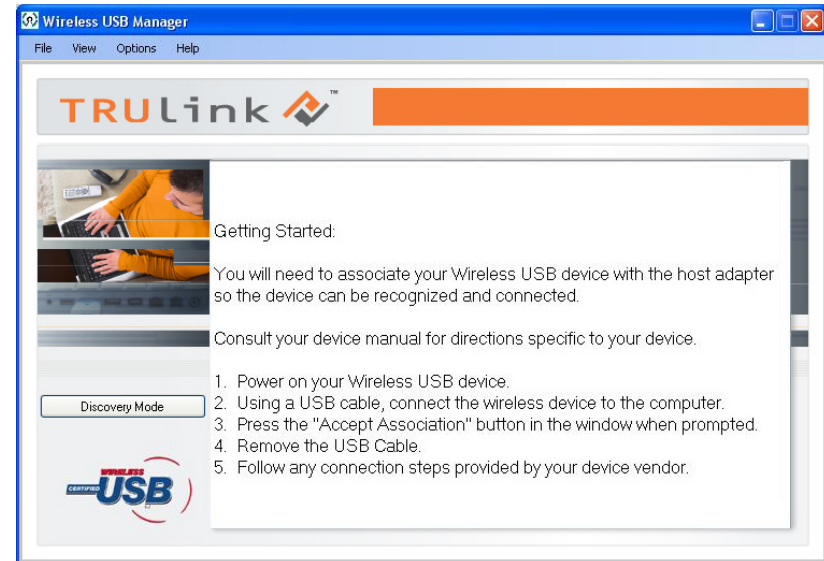 Wireless USB Manager
File View Options Help
TRULink ™
Getting Started:
You will need to associate your Wireless USB device with the host adapter
so the device can be recognized and connected.
Consult your device manual for directions specific to your device.
1. Power on your Wireless USB device.
2. Using a USB cable, connect the wireless device to the computer.
3. Press the "Accept Association" button in the window when prompted.
4. Remove the USB Cable.
5. Follow any connection steps provided by your device vendor.
Discovery Mode
WIRELESS
CERTIFIED USB